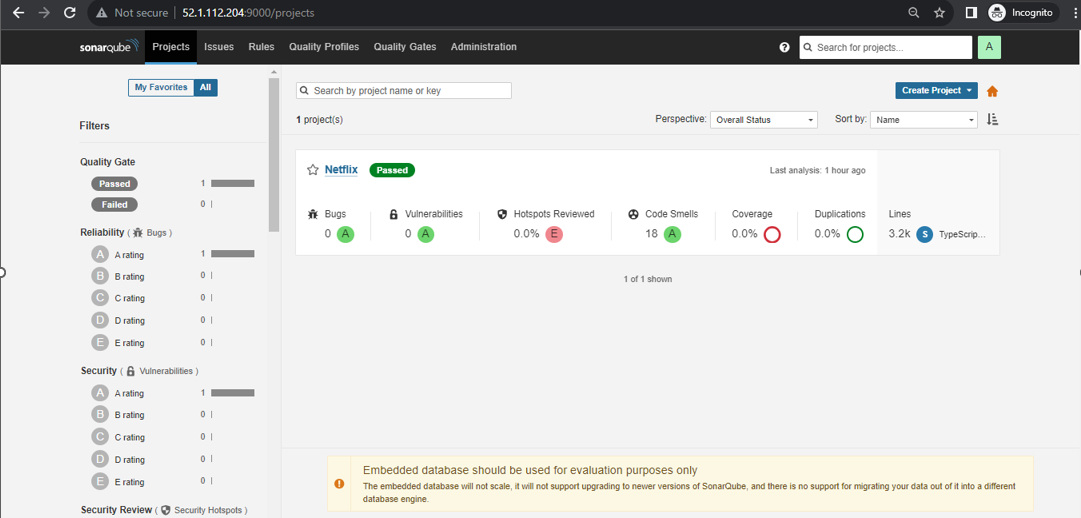 Not secure 52.1.112.204:9000/projects Incognito
sonarqube Projects Issues Rules Quality Profiles Quality Gates Administration Search for projects... A
My Favorites All
Search by project name or key Create Project
1 project(s) Perspective: Overall Status Sort by: Name
Filters
Quality Gate
Passed 1
Failed 0
Reliability ( Bugs )
A A rating 1
B B rating 0
C C rating 0
D D rating 0
E E rating 0
Security ( Vulnerabilities )
A A rating 1
B B rating 0
C C rating 0
D D rating 0
E E rating 0
Security Review ( Security Hotspots )
Netflix Passed Last analysis: 1 hour ago
Bugs Vulnerabilities Hotspots Reviewed Code Smells Coverage Duplications Lines
0 A 0 A 0.0% E 18 A 0.0% 0.0% 3.2k S TypeScrip...
1 of 1 shown
Embedded database should be used for evaluation purposes only
The embedded database will not scale, it will not support upgrading to newer versions of SonarQube, and there is no support for migrating your data out of it into a different
database engine.